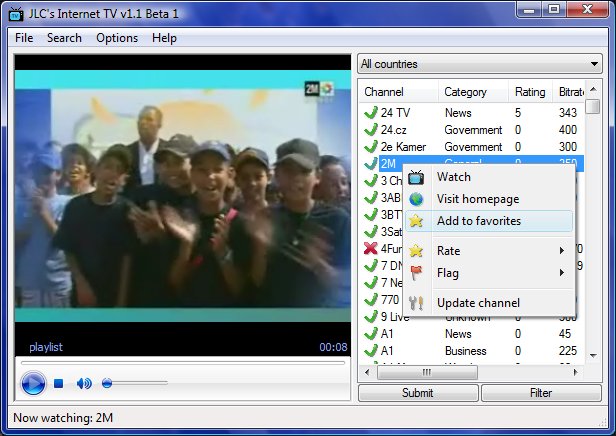 JLC's Internet TV v1.1 Beta 1
File Search Options Help
2M
All countries
Channel Category Rating Bitrate
24 TV News 5 343
24.cz Government 0 400
2e Kamer Government 0 300
2M General 0 250
3 Ch
3AB
3BT
3Sat
4Fur
7 DN
7 Ne
770
9 Live Unknown 0
A1 News 0 45
A1 Business 0 225
Watch
Visit homepage
Add to favorites
Rate
Flag
Update channel
playlist 00:08
Submit Filter
Now watching: 2M